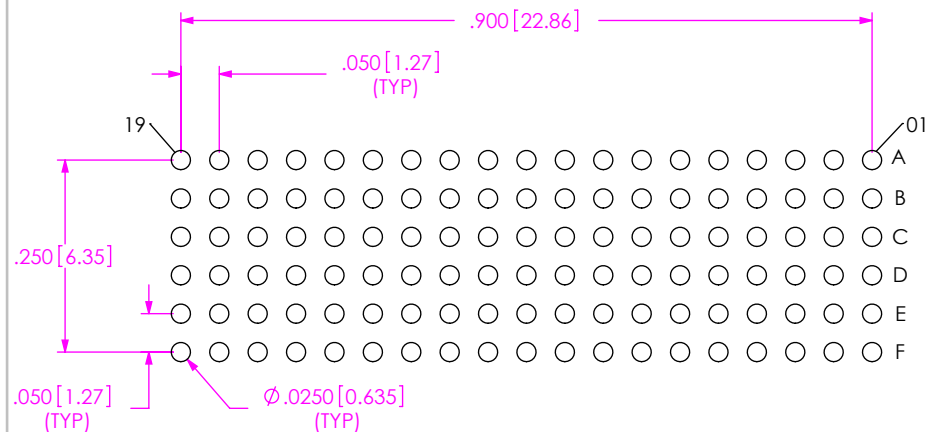 .900 [22.86]
.050 [1.27]
(TYP)
19
01
A
B
.250 [6.35]
C
D
E
F
.050 [1.27]
(TYP)
Ø.0250 [0.635]
(TYP)